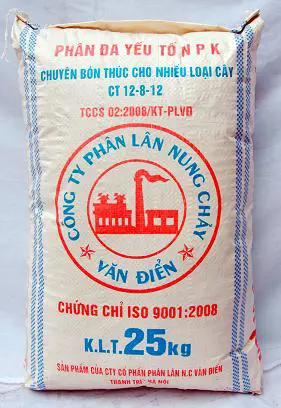 PHÂN ĐA YẾU TỐ N P K
CHUYÊN BÓN THÚC CHO NHIỀU LOẠI CÂY
CT 12-8-12
TCCS 02:2008/KT-PLVĐ
CÔNG TY PHÂN LÂN NUNG CHẢY
VĂN ĐIỂN
CHỨNG CHỈ ISO 9001:2008
K.L.T. 25kg
SẢN PHẨM CỦA CTY CỔ PHẦN PHÂN LÂN N.C VĂN ĐIỂN
THANH TRÌ - HÀ NỘI